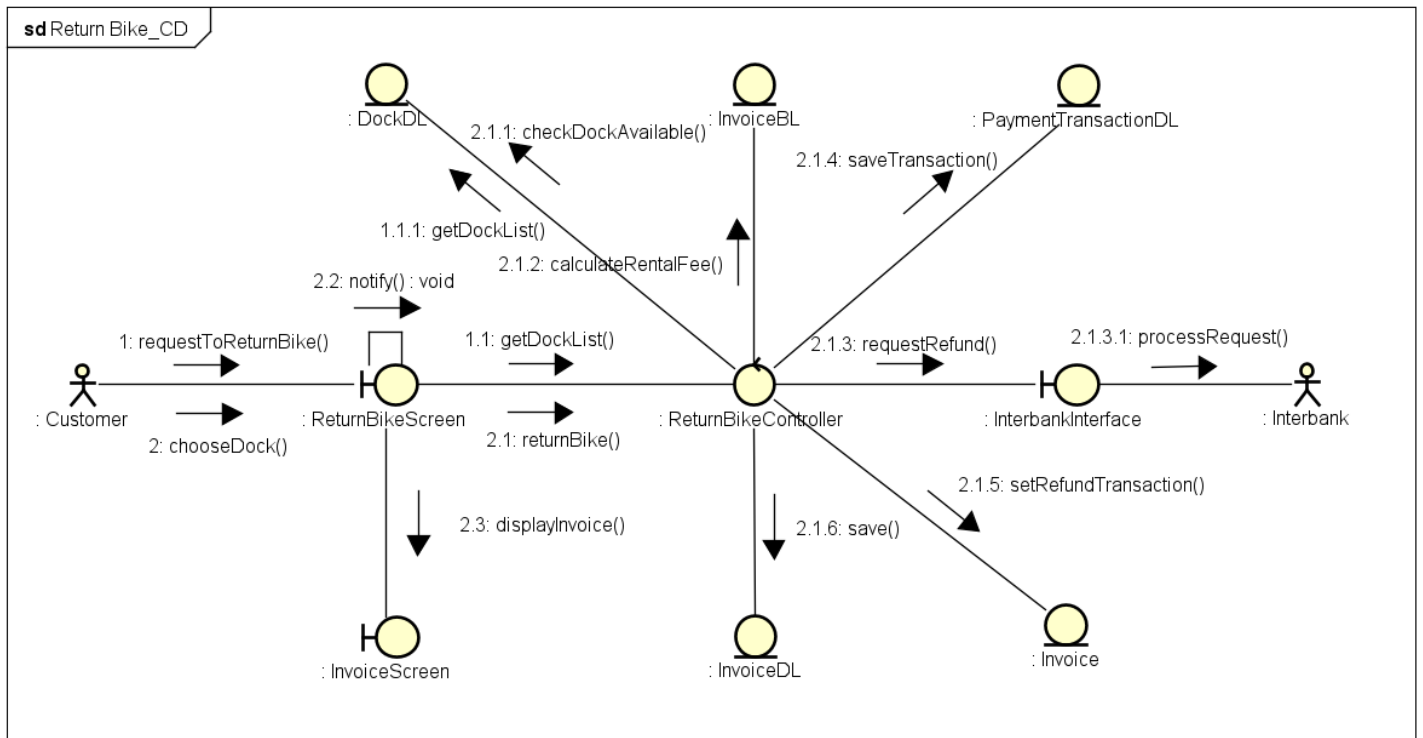 sd Return Bike_CD
: DockDL
: InvoiceBL
: PaymentTransactionDL
2.1.1: checkDockAvailable()
2.1.4: saveTransaction()
1.1.1: getDockList()
2.1.2: calculateRentalFee()
2.2: notify() : void
1: requestToReturnBike()
1.1: getDockList()
2.1.3: requestRefund()
2.1.3.1: processRequest()
: Customer
: ReturnBikeScreen
: ReturnBikeController
: InterbankInterface
: Interbank
2: chooseDock()
2.1: returnBike()
2.1.5: setRefundTransaction()
2.3: displayInvoice()
2.1.6: save()
: InvoiceScreen
: InvoiceDL
: Invoice